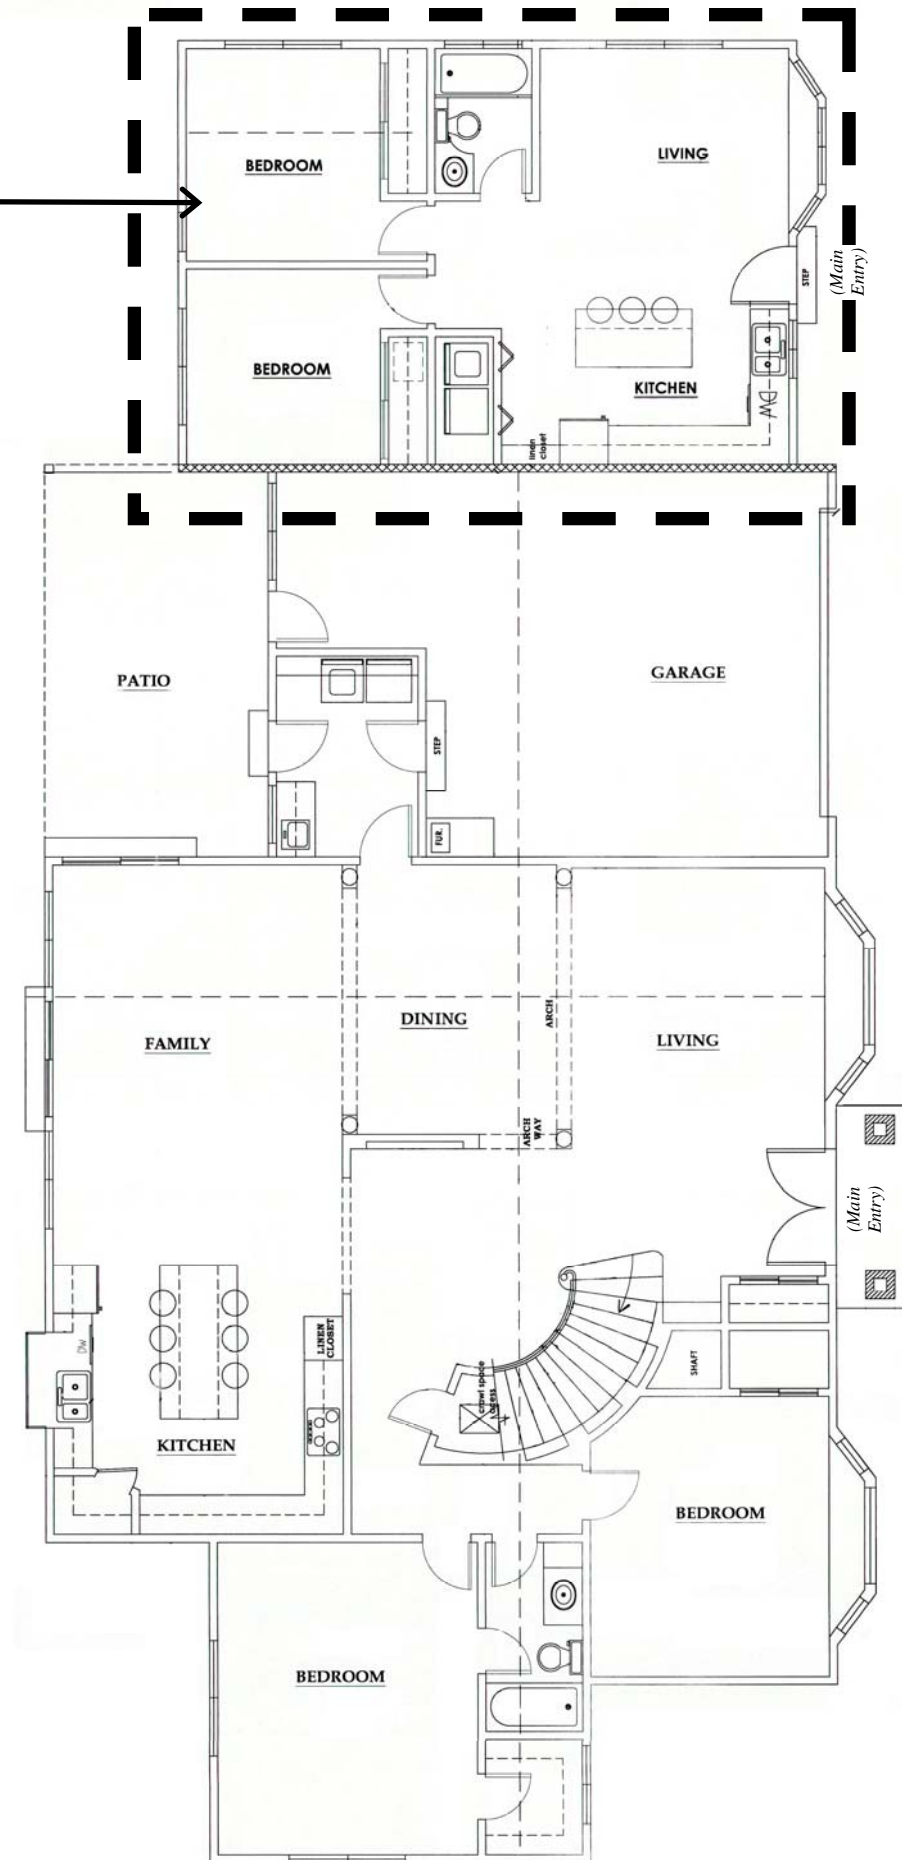 BEDROOM
LIVING
(Main
Entry)
STEP
BEDROOM
KITCHEN
DW
linen
closet
PATIO
GARAGE
STEP
FUR.
FAMILY
DINING
ARCH
LIVING
ARCH
WAY
(Main
Entry)
DW
LINEN
CLOSET
SHAFT
crawl space
acess
KITCHEN
BEDROOM
BEDROOM